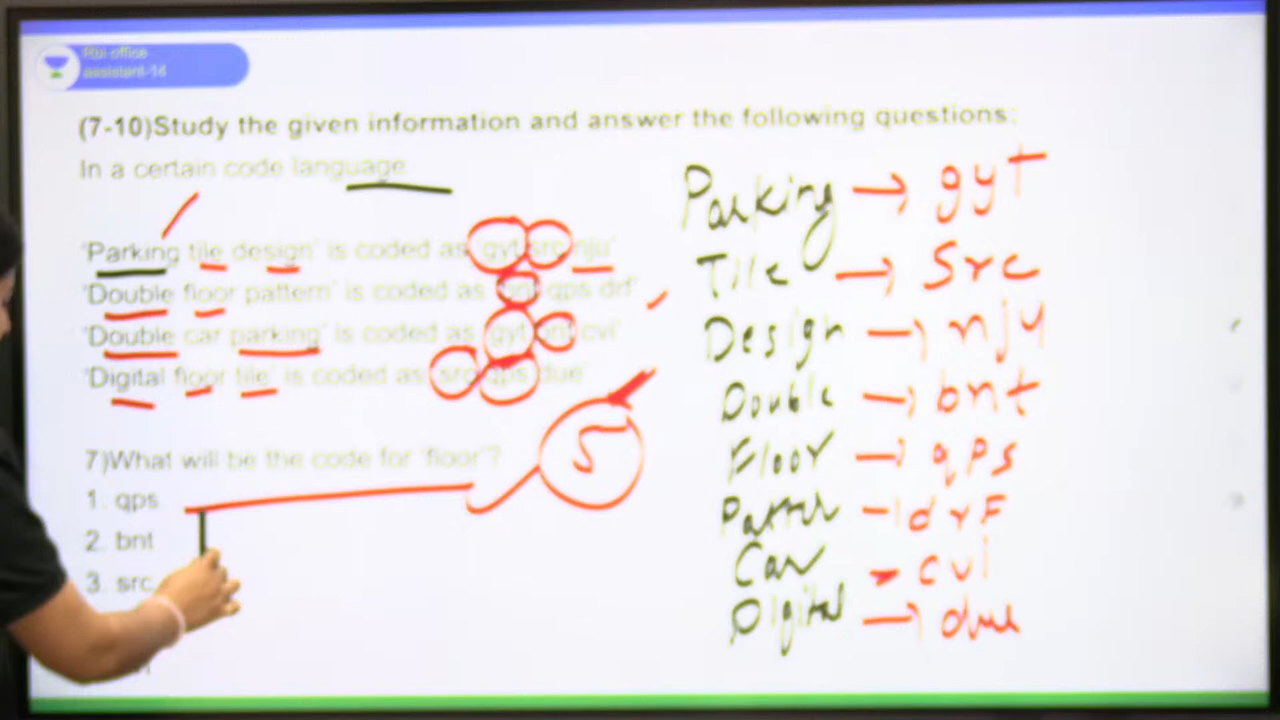 RBI office
assistant-14
(7-10)Study the given information and answer the following questions:
In a certain code language
'Parking tile design' is coded as 'gyt src nju'
'Double floor pattern' is coded as 'bnt qps drf'
'Double car parking' is coded as 'gyt bnt cvi'
'Digital floor tile' is coded as 'src qps due'
7)What will be the code for 'floor'?
1. qps
2. bnt
3. src
5
Parking → gyt
Tile → src
Design → nju
Double → bnt
Floor → qps
Patter → drf
Car → cvi
Digital → due